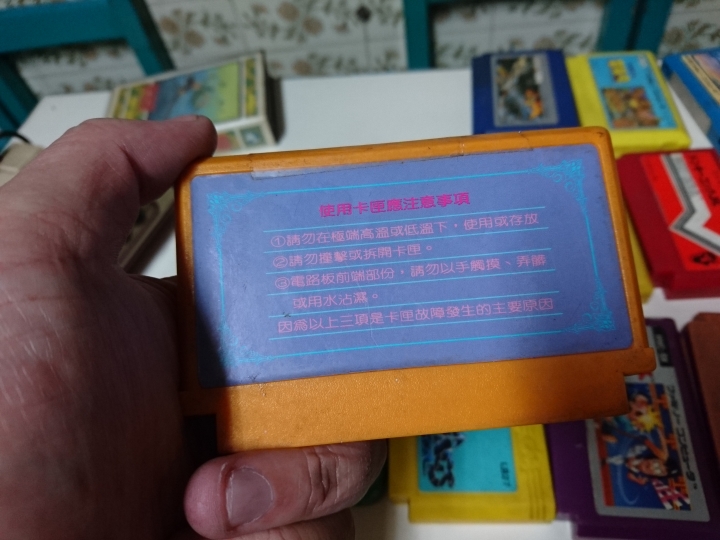 使用卡匣應注意事項
①請勿在極端高溫或低溫下，使用或存放
②請勿撞擊或拆開卡匣。
③電路板前端部份，請勿以手觸摸、弄髒
或用水沾濕。
因為以上三項是卡匣故障發生的主要原因